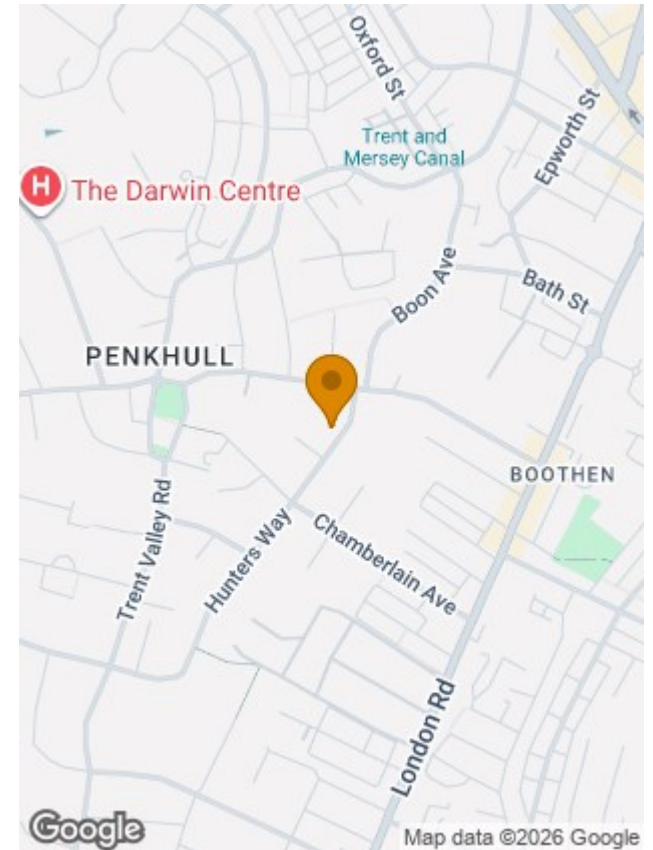 Oxford St
Trent and
Mersey Canal
Epworth St
H
The Darwin Centre
Boon Ave
Bath St
PENKHULL
BOOTHEN
Trent Valley Rd
Hunters Way
Chamberlain Ave
London Rd
Google
Map data ©2026 Google